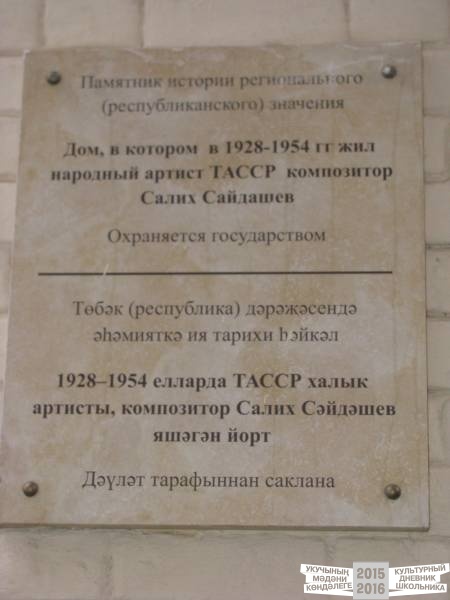 Памятник истории регионального
(республиканского) значения
Дом, в котором в 1928-1954 гг жил
народный артист ТАССР композитор
Салих Сайдашев
Охраняется государством
Төбәк (республика) дәрәҗәсендә
әһәмияткә ия тарихи һәйкәл
1928–1954 елларда ТАССР халык
артисты, композитор Салих Сәйдәшев
яшәгән йорт
Дәүләт тарафыннан саклана
УКУЧЫНЫҢ
МӘДӘНИ
КӨНДӘЛЕГЕ
2015
2016
КУЛЬТУРНЫЙ
ДНЕВНИК
ШКОЛЬНИКА